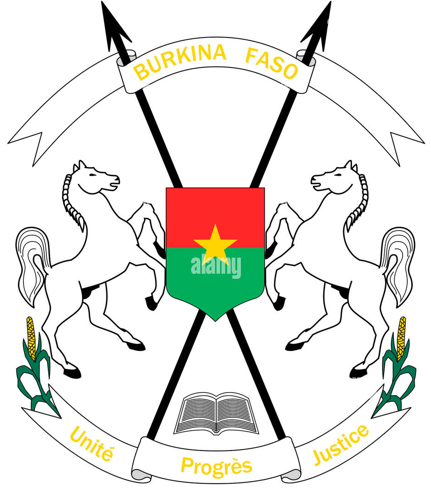 BURKINA FASO
alamy
Unité Progrès Justice